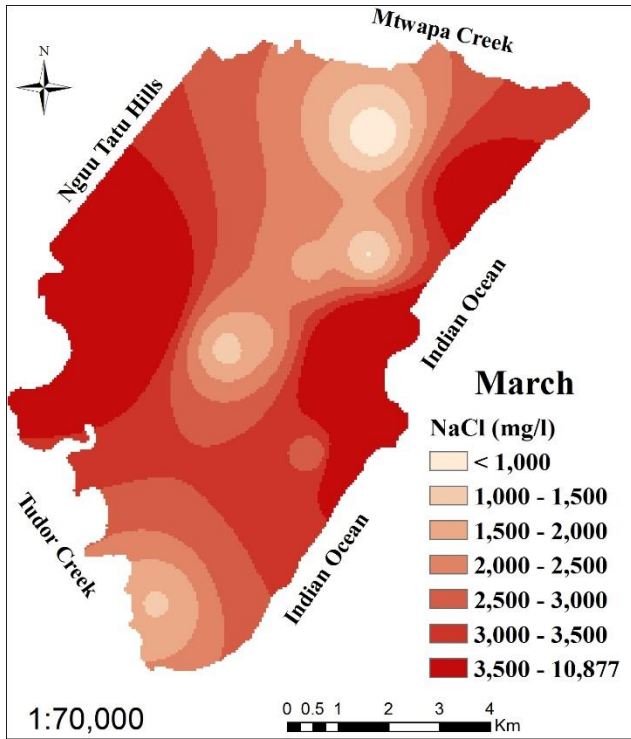 Mtwapa Creek
N
Nguu Tatu Hills
Indian Ocean
March
NaCl (mg/l)
< 1,000
1,000 - 1,500
1,500 - 2,000
2,000 - 2,500
2,500 - 3,000
3,000 - 3,500
3,500 - 10,877
Tudor Creek
Indian Ocean
1:70,000
0 0.5 1 2 3 4
Km